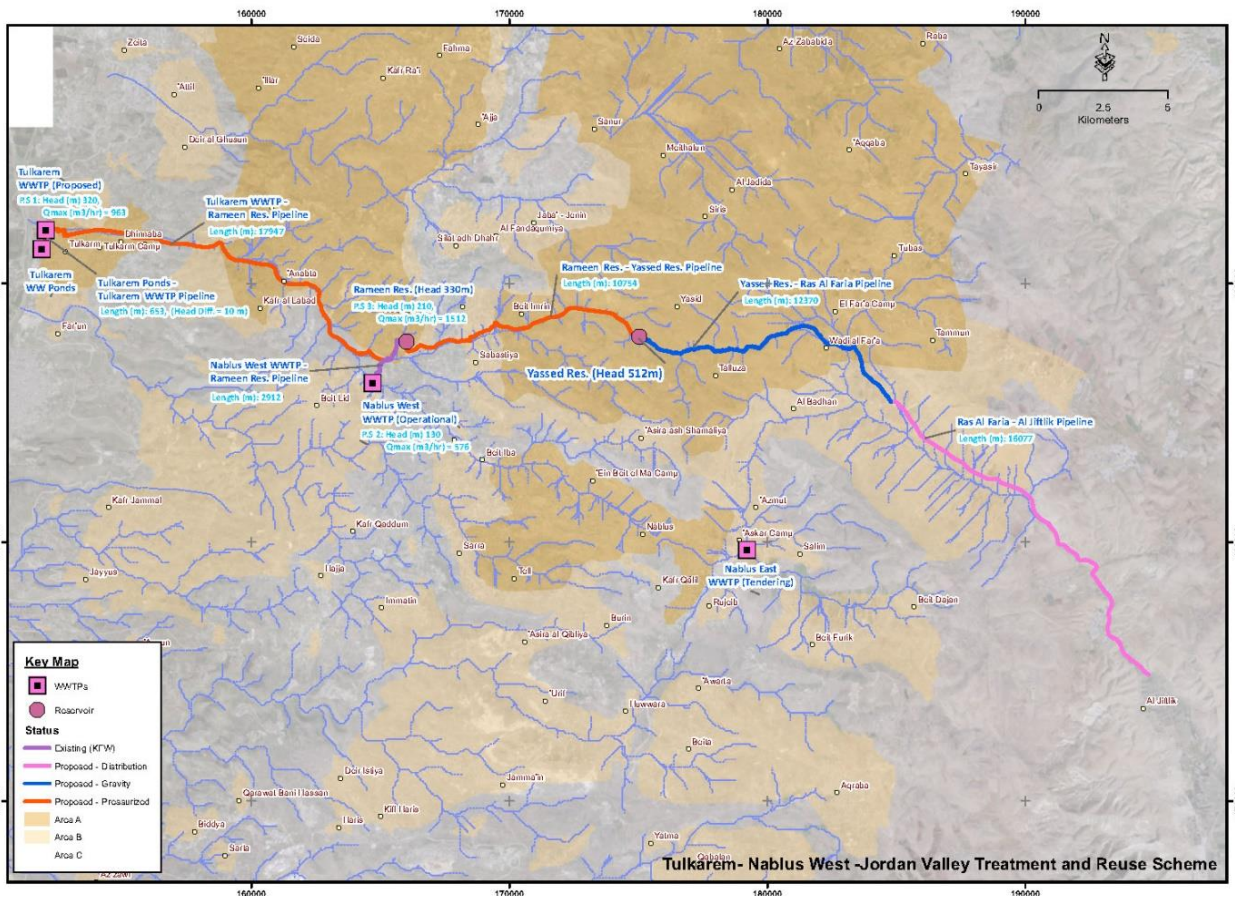 160000
170000
180000
190000
Zeita
Seida
Fahma
Az Zababida
Raba
'Attil
'Illar
Kafr Ra'i
'Ajja
Sanur
Deir al Ghusun
Meithalun
'Aqqaba
Tayasir
N
0 2.5 5
Kilometers
Tulkarem
WWTP (Proposed)
P.S 1: Head (m) 320,
Qmax (m3/hr) = 963
Tulkarem WWTP -
Rameen Res. Pipeline
Length (m): 17947
Al Jadida
Siris
Jaba' - Jenin
Al Fandaqumiya
Silat adh Dhahr
Dhinnaba
Tulkarm
Tulkarm Camp
Tubas
Tulkarem
WW Ponds
Tulkarem Ponds -
Tulkarem WWTP Pipeline
Length (m): 653, (Head Diff. = 10 m)
'Anabta
Kafr al Labad
Far'un
Rameen Res. (Head 330m)
P.S 3: Head (m) 210,
Qmax (m3/hr) = 1512
Rameen Res. - Yassed Res. Pipeline
Length (m): 10754
Beit Imrin
Yasid
Yassed Res. - Ras Al Faria Pipeline
Length (m): 12370
El Far'a Camp
Wadi al Far'a
Tammun
Sabastiya
Nablus West WWTP -
Rameen Res. Pipeline
Length (m): 2912
Yassed Res. (Head 512m)
Talluza
Beit Lid
Nablus West
WWTP (Operational)
P.S 2: Head (m) 130
Qmax (m3/hr) = 576
Al Badhan
Ras Al Faria - Al Jiftlik Pipeline
Length (m): 16077
'Asira ash Shamaliya
Beit Iba
'Ein Beit el Ma Camp
'Azmut
Kafr Jammal
Kafr Qaddum
Nablus
'Askar Camp
Salim
Sarra
Nablus East
WWTP (Tendering)
Jayyus
Hajja
Tell
Kafr Qalil
Immatin
Rujeib
Beit Dajan
Burin
Asira al Qibliya
Beit Furik
'Awarta
'Urif
Huwwara
Al Jiftlik
Beita
Deir Istiya
Jamma'in
Qarawat Bani Hassan
Aqraba
Kifl Haris
Haris
Biddya
Sarta
Yatma
Qabalan
Az Zawi
Key Map
WWTPs
Reservoir
Status
Existing (KFW)
Proposed - Distribution
Proposed - Gravity
Proposed - Pressurized
Area A
Area B
Area C
Tulkarem- Nablus West -Jordan Valley Treatment and Reuse Scheme
160000
170000
180000
190000